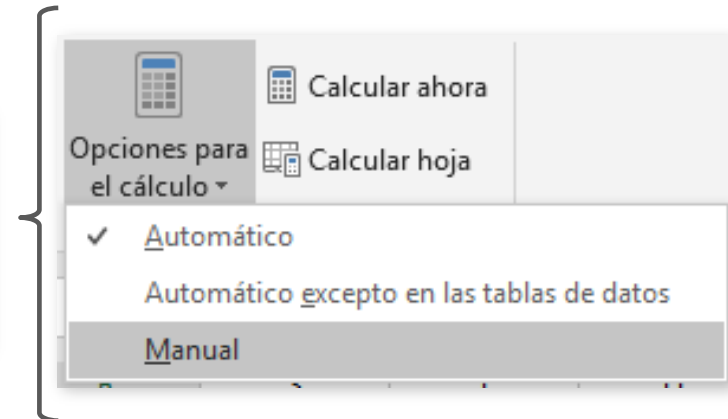 Opciones para
el cálculo
Calcular ahora
Calcular hoja
Automático
Automático excepto en las tablas de datos
Manual